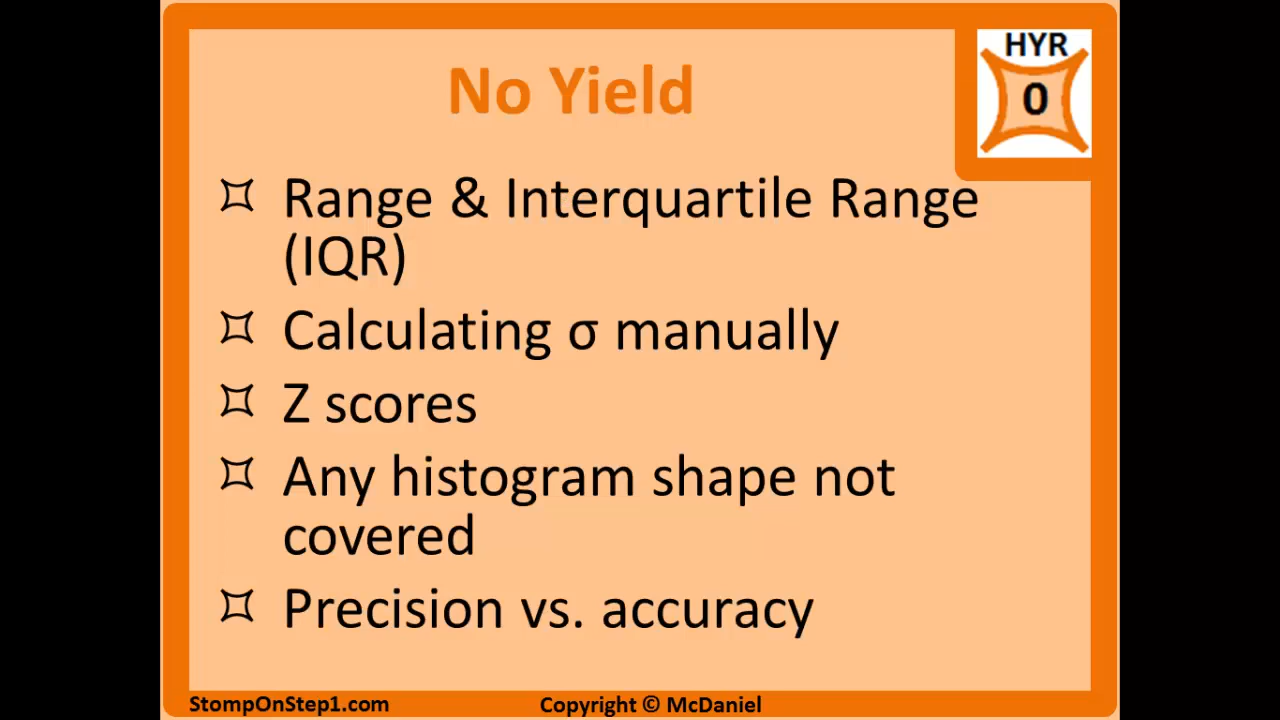 HYR
0
No Yield
Range & Interquartile Range
(IQR)
Calculating σ manually
Z scores
Any histogram shape not
covered
Precision vs. accuracy
StompOnStep1.com
Copyright © McDaniel